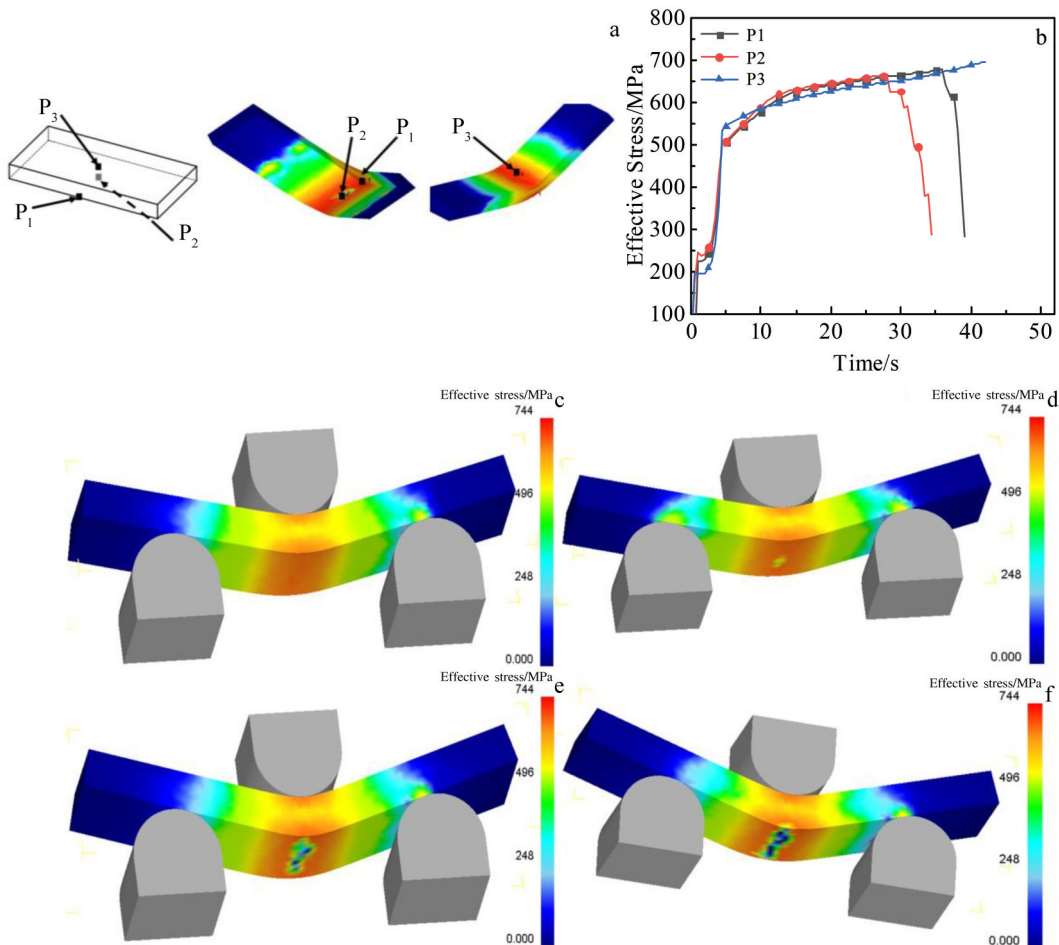 a
P3
P1
P2
P2
P1
P3
b
P1
P2
P3
Effective Stress/MPa
800
700
600
500
400
300
200
100
0
10
20
30
40
50
Time/s
Effective stress/MPa
c
744
496
248
0.000
Effective stress/MPa
d
744
496
248
0.000
Effective stress/MPa
e
744
496
248
0.000
Effective stress/MPa
f
744
496
248
0.000